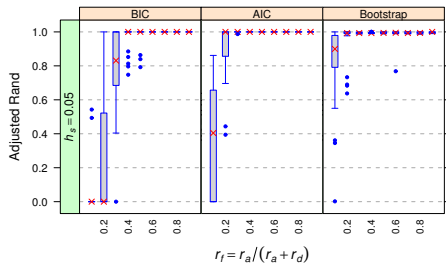 BIC AIC Bootstrap
Adjusted Rand
h_s = 0.05
1.0
0.8
0.6
0.4
0.2
0.0
0.2 0.4 0.6 0.8 0.2 0.4 0.6 0.8 0.2 0.4 0.6 0.8
r_f = r_a/(r_a + r_d)